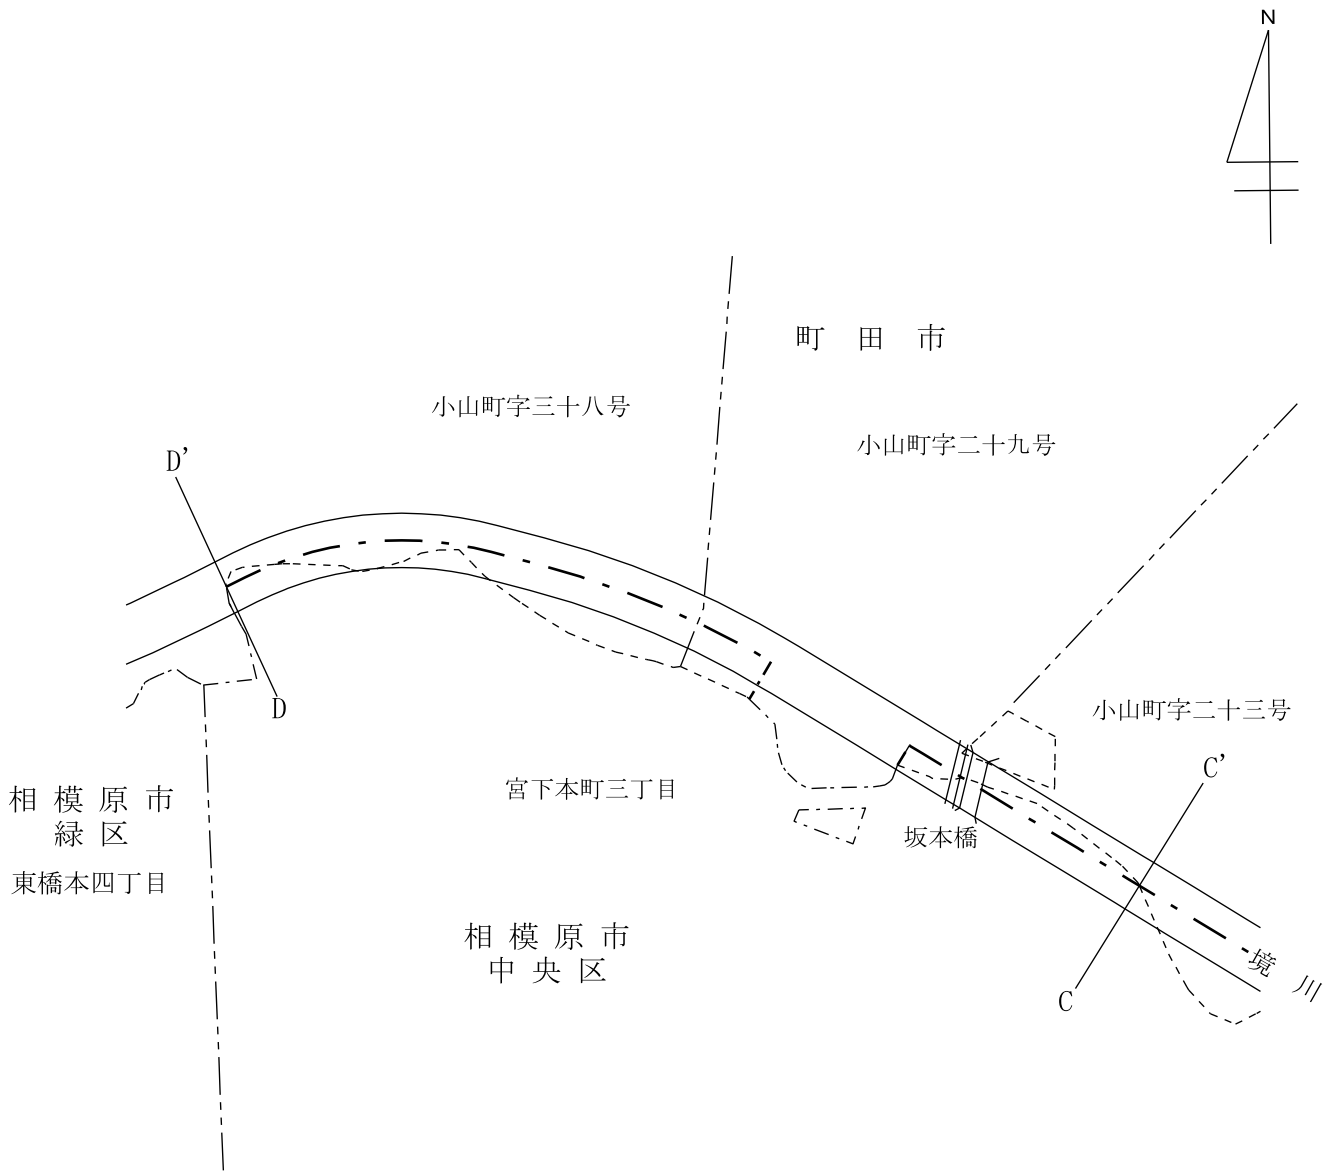 N
町田市
小山町字三十八号
小山町字二十九号
D’
小山町字二十三号
D
C’
宮下本町三丁目
相模原市
緑区
坂本橋
東橋本四丁目
相模原市
中央区
境川
C